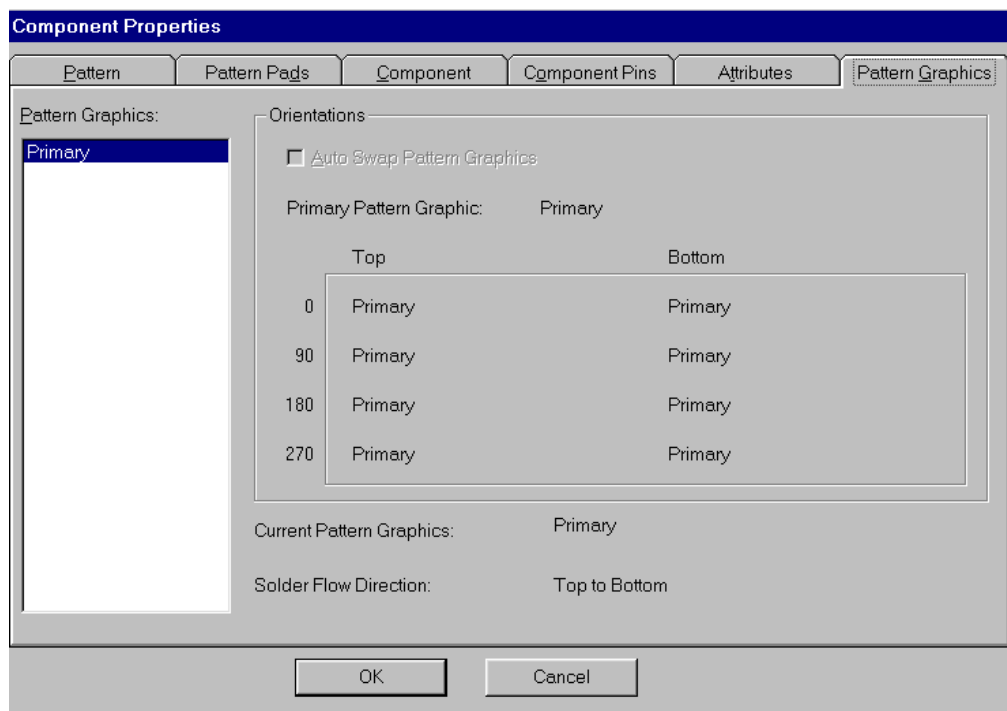 Component Properties
Pattern Pattern Pads Component Component Pins Attributes Pattern Graphics
Pattern Graphics:
Primary
Orientations
Auto Swap Pattern Graphics
Primary Pattern Graphic: Primary
Top Bottom
0 Primary Primary
90 Primary Primary
180 Primary Primary
270 Primary Primary
Current Pattern Graphics: Primary
Solder Flow Direction: Top to Bottom
OK Cancel